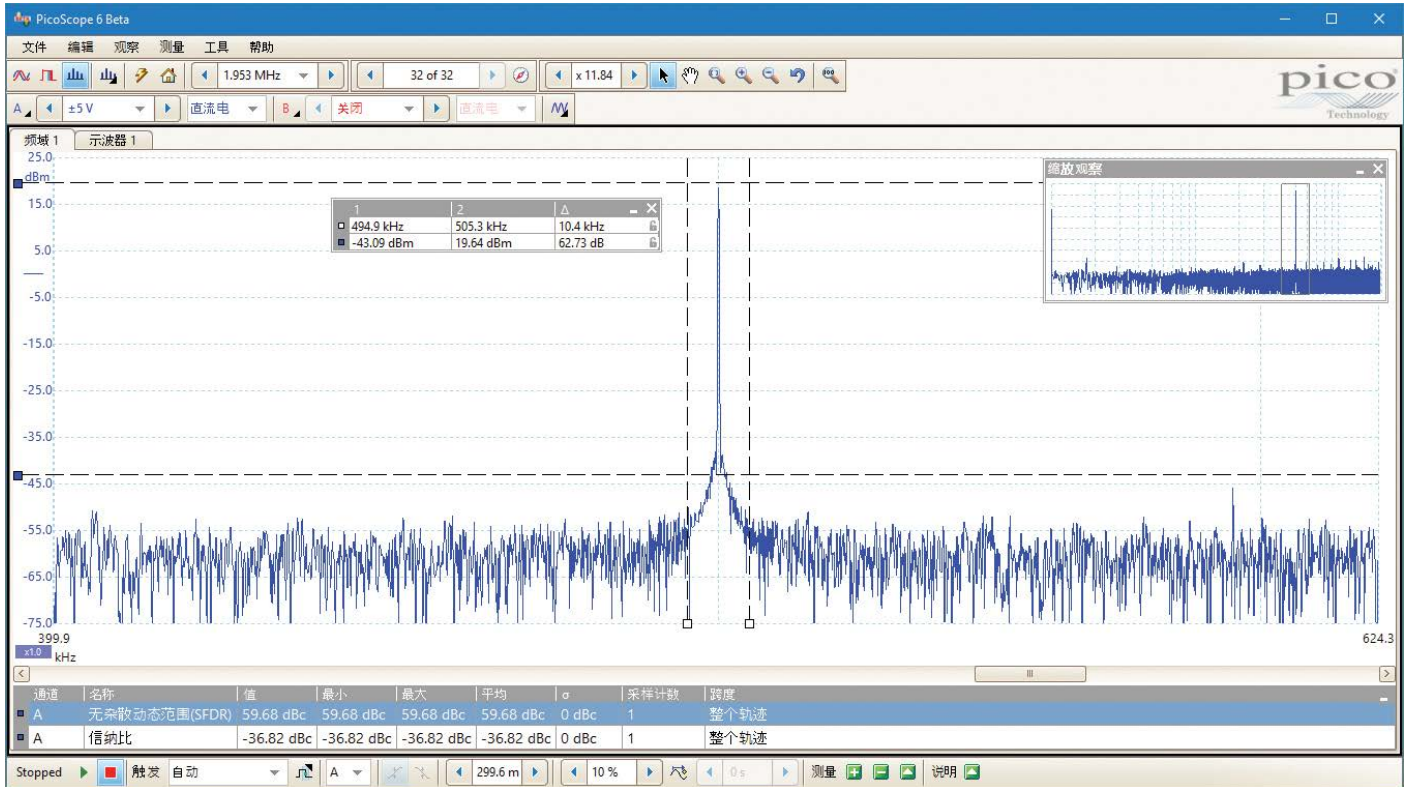 PicoScope 6 Beta
文件 编辑 观察 测量 工具 帮助
1.953 MHz 32 of 32 x 11.84
pico
Technology
A ±5 V 直流电 B 关闭 直流电
频域 1 示波器 1
25.0
dBm
15.0
5.0
-5.0
-15.0
-25.0
-35.0
-45.0
-55.0
-65.0
-75.0
1 2 Δ
494.9 kHz 505.3 kHz 10.4 kHz
-43.09 dBm 19.64 dBm 62.73 dB
缩放观察
399.9 624.3
x1.0 kHz
通道 名称 值 最小 最大 平均 σ 采样计数 跨度
A 无杂散动态范围(SFDR) 59.68 dBc 59.68 dBc 59.68 dBc 59.68 dBc 0 dBc 1 整个轨迹
A 信纳比 -36.82 dBc -36.82 dBc -36.82 dBc -36.82 dBc 0 dBc 1 整个轨迹
Stopped 触发 自动 A 299.6 m 10 % 0 s 测量 说明